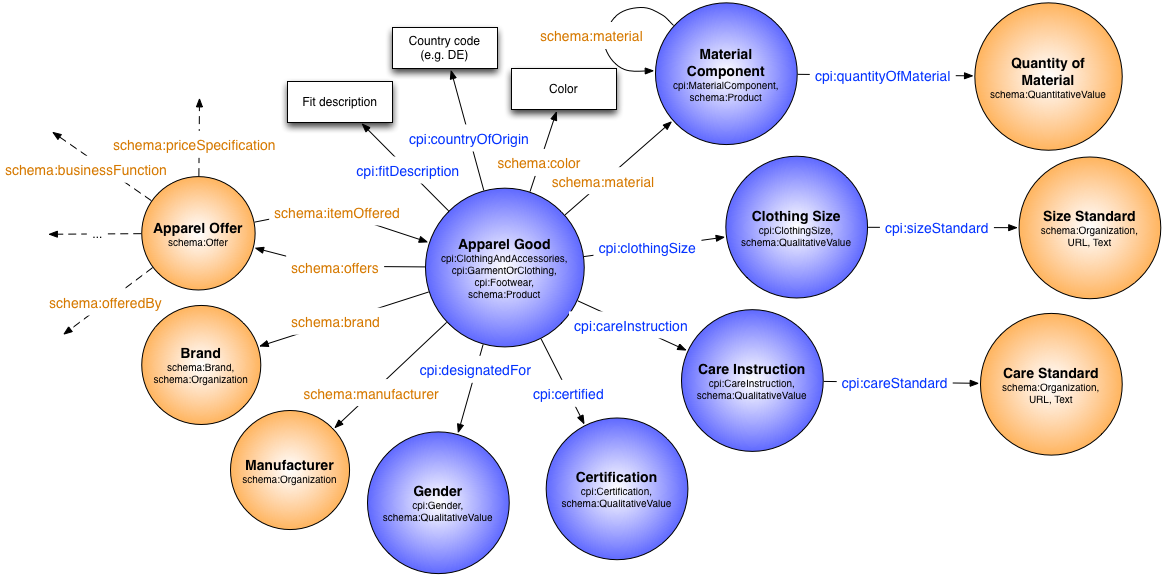 Country code
(e.g. DE)
Fit description
Color
schema:material
Material
Component
cpi:MaterialComponent,
schema:Product
cpi:quantityOfMaterial
Quantity of
Material
schema:QuantitativeValue
schema:priceSpecification
schema:businessFunction
cpi:countryOfOrigin
cpi:fitDescription
schema:color
schema:material
Apparel Offer
schema:Offer
...
schema:itemOffered
schema:offers
schema:offeredBy
Apparel Good
cpi:ClothingAndAccessories,
cpi:GarmentOrClothing,
cpi:Footwear,
schema:Product
cpi:clothingSize
Clothing Size
cpi:ClothingSize,
schema:QualitativeValue
cpi:sizeStandard
Size Standard
schema:Organization,
URL, Text
schema:brand
Brand
schema:Brand,
schema:Organization
cpi:careInstruction
Care Instruction
cpi:CareInstruction,
schema:QualitativeValue
cpi:careStandard
Care Standard
schema:Organization,
URL, Text
schema:manufacturer
cpi:designatedFor
cpi:certified
Manufacturer
schema:Organization
Gender
cpi:Gender,
schema:QualitativeValue
Certification
cpi:Certification,
schema:QualitativeValue